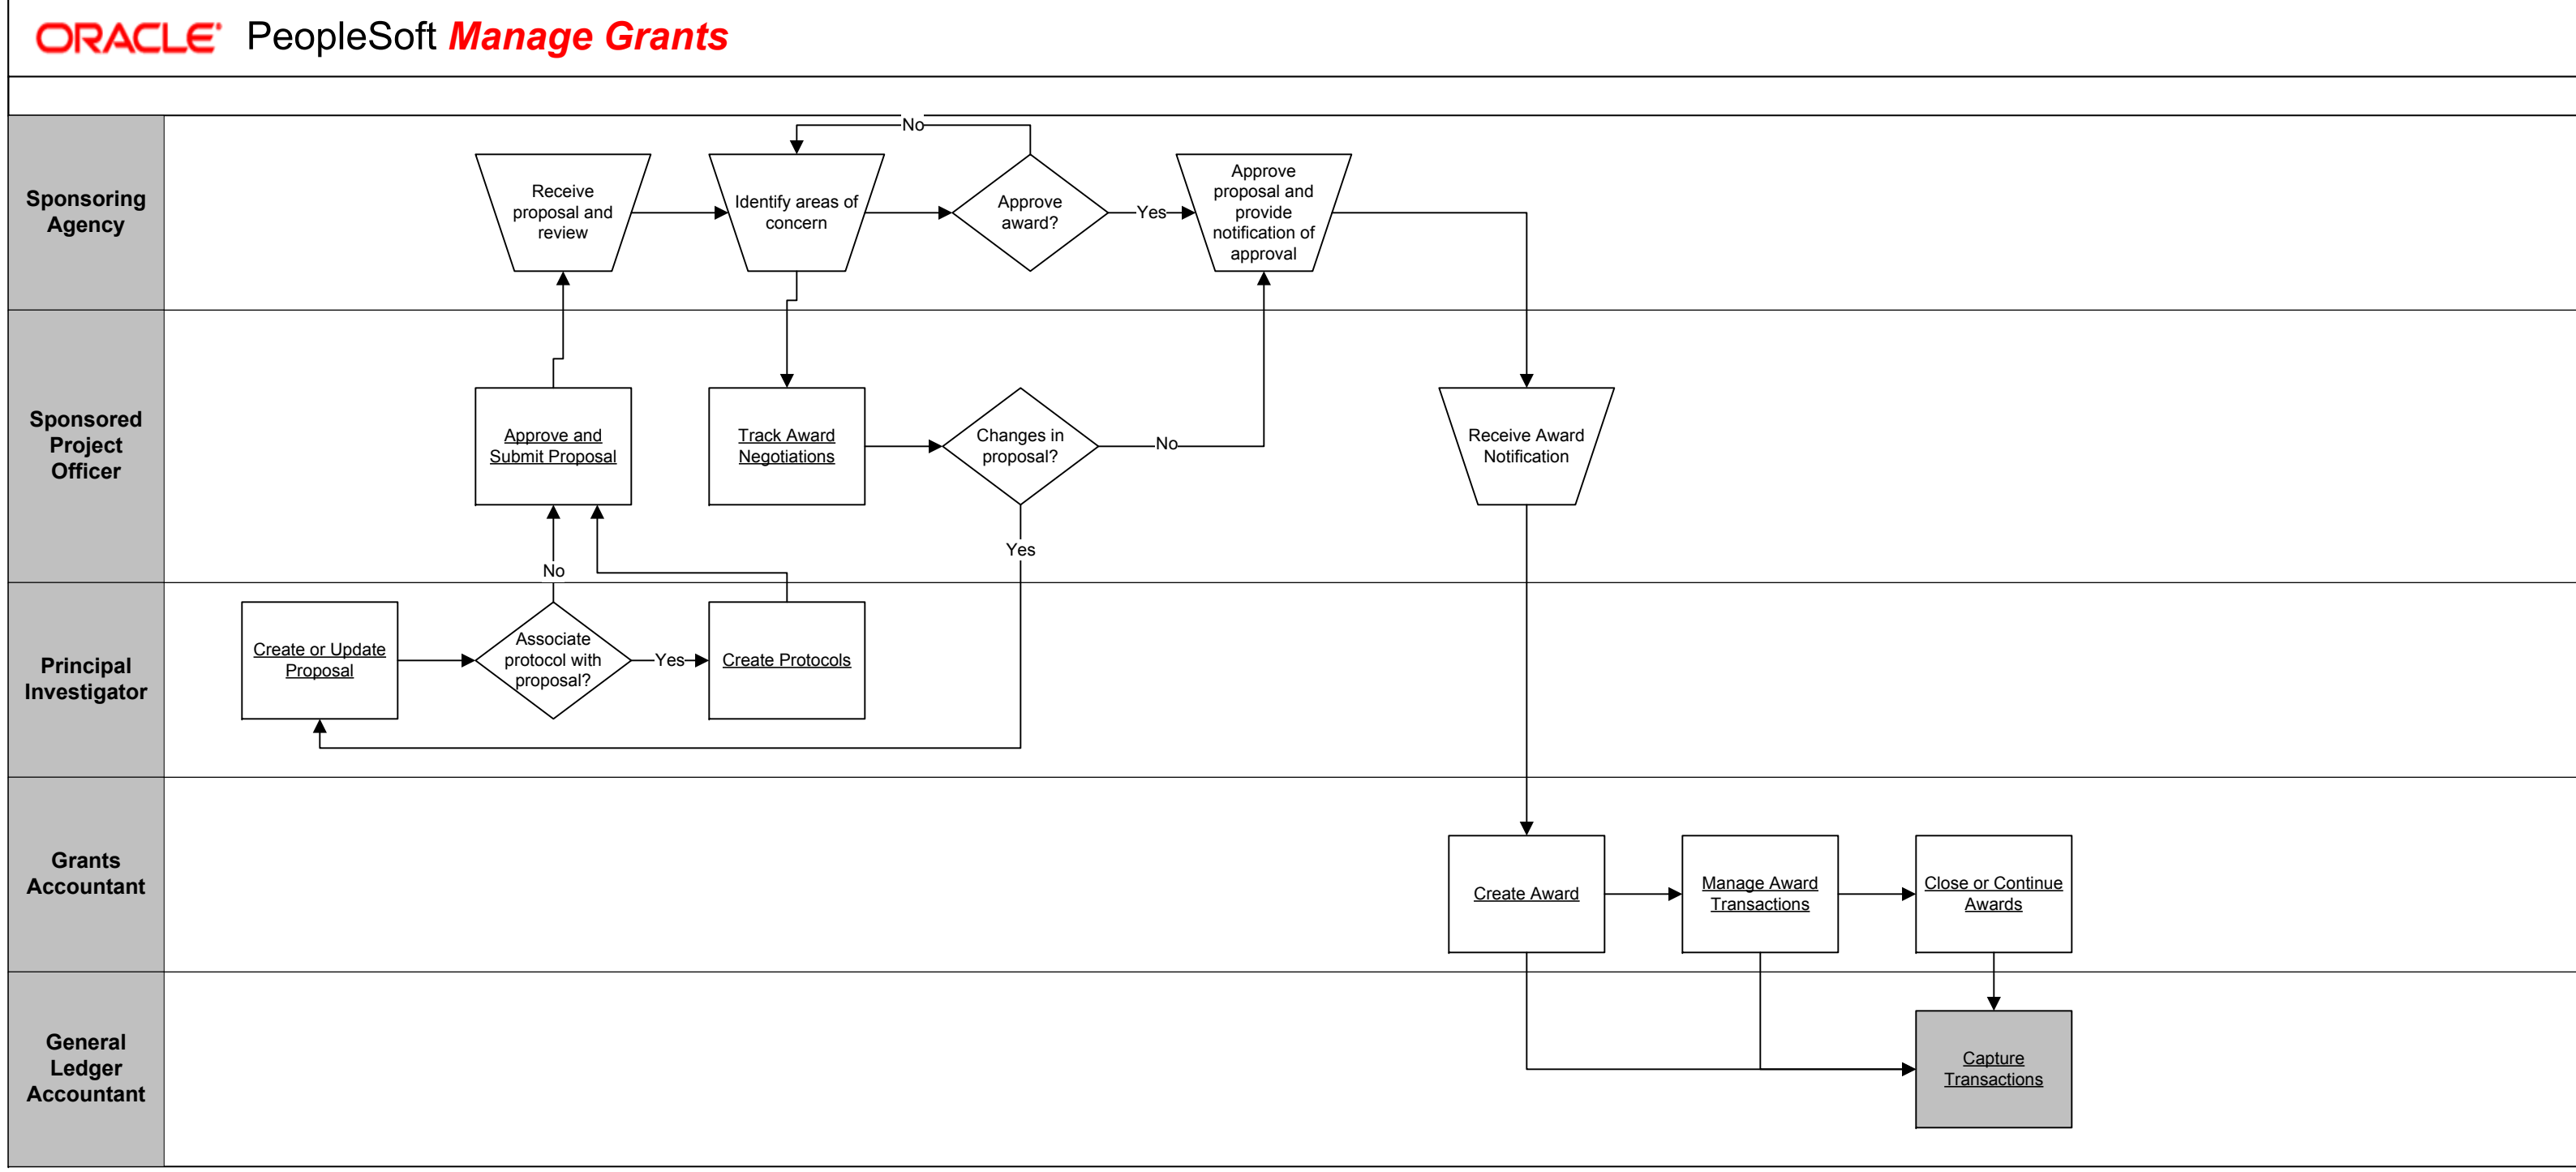 ORACLE PeopleSoft Manage Grants
Sponsoring
Agency
Receive
proposal and
review
Identify areas of
concern
No
Approve
award?
Yes
Approve
proposal and
provide
notification of
approval
Sponsored
Project
Officer
Approve and
Submit Proposal
Track Award
Negotiations
Changes in
proposal?
No
Yes
Receive Award
Notification
No
Principal
Investigator
Create or Update
Proposal
Associate
protocol with
proposal?
Yes
Create Protocols
Grants
Accountant
Create Award
Manage Award
Transactions
Close or Continue
Awards
General
Ledger
Accountant
Capture
Transactions